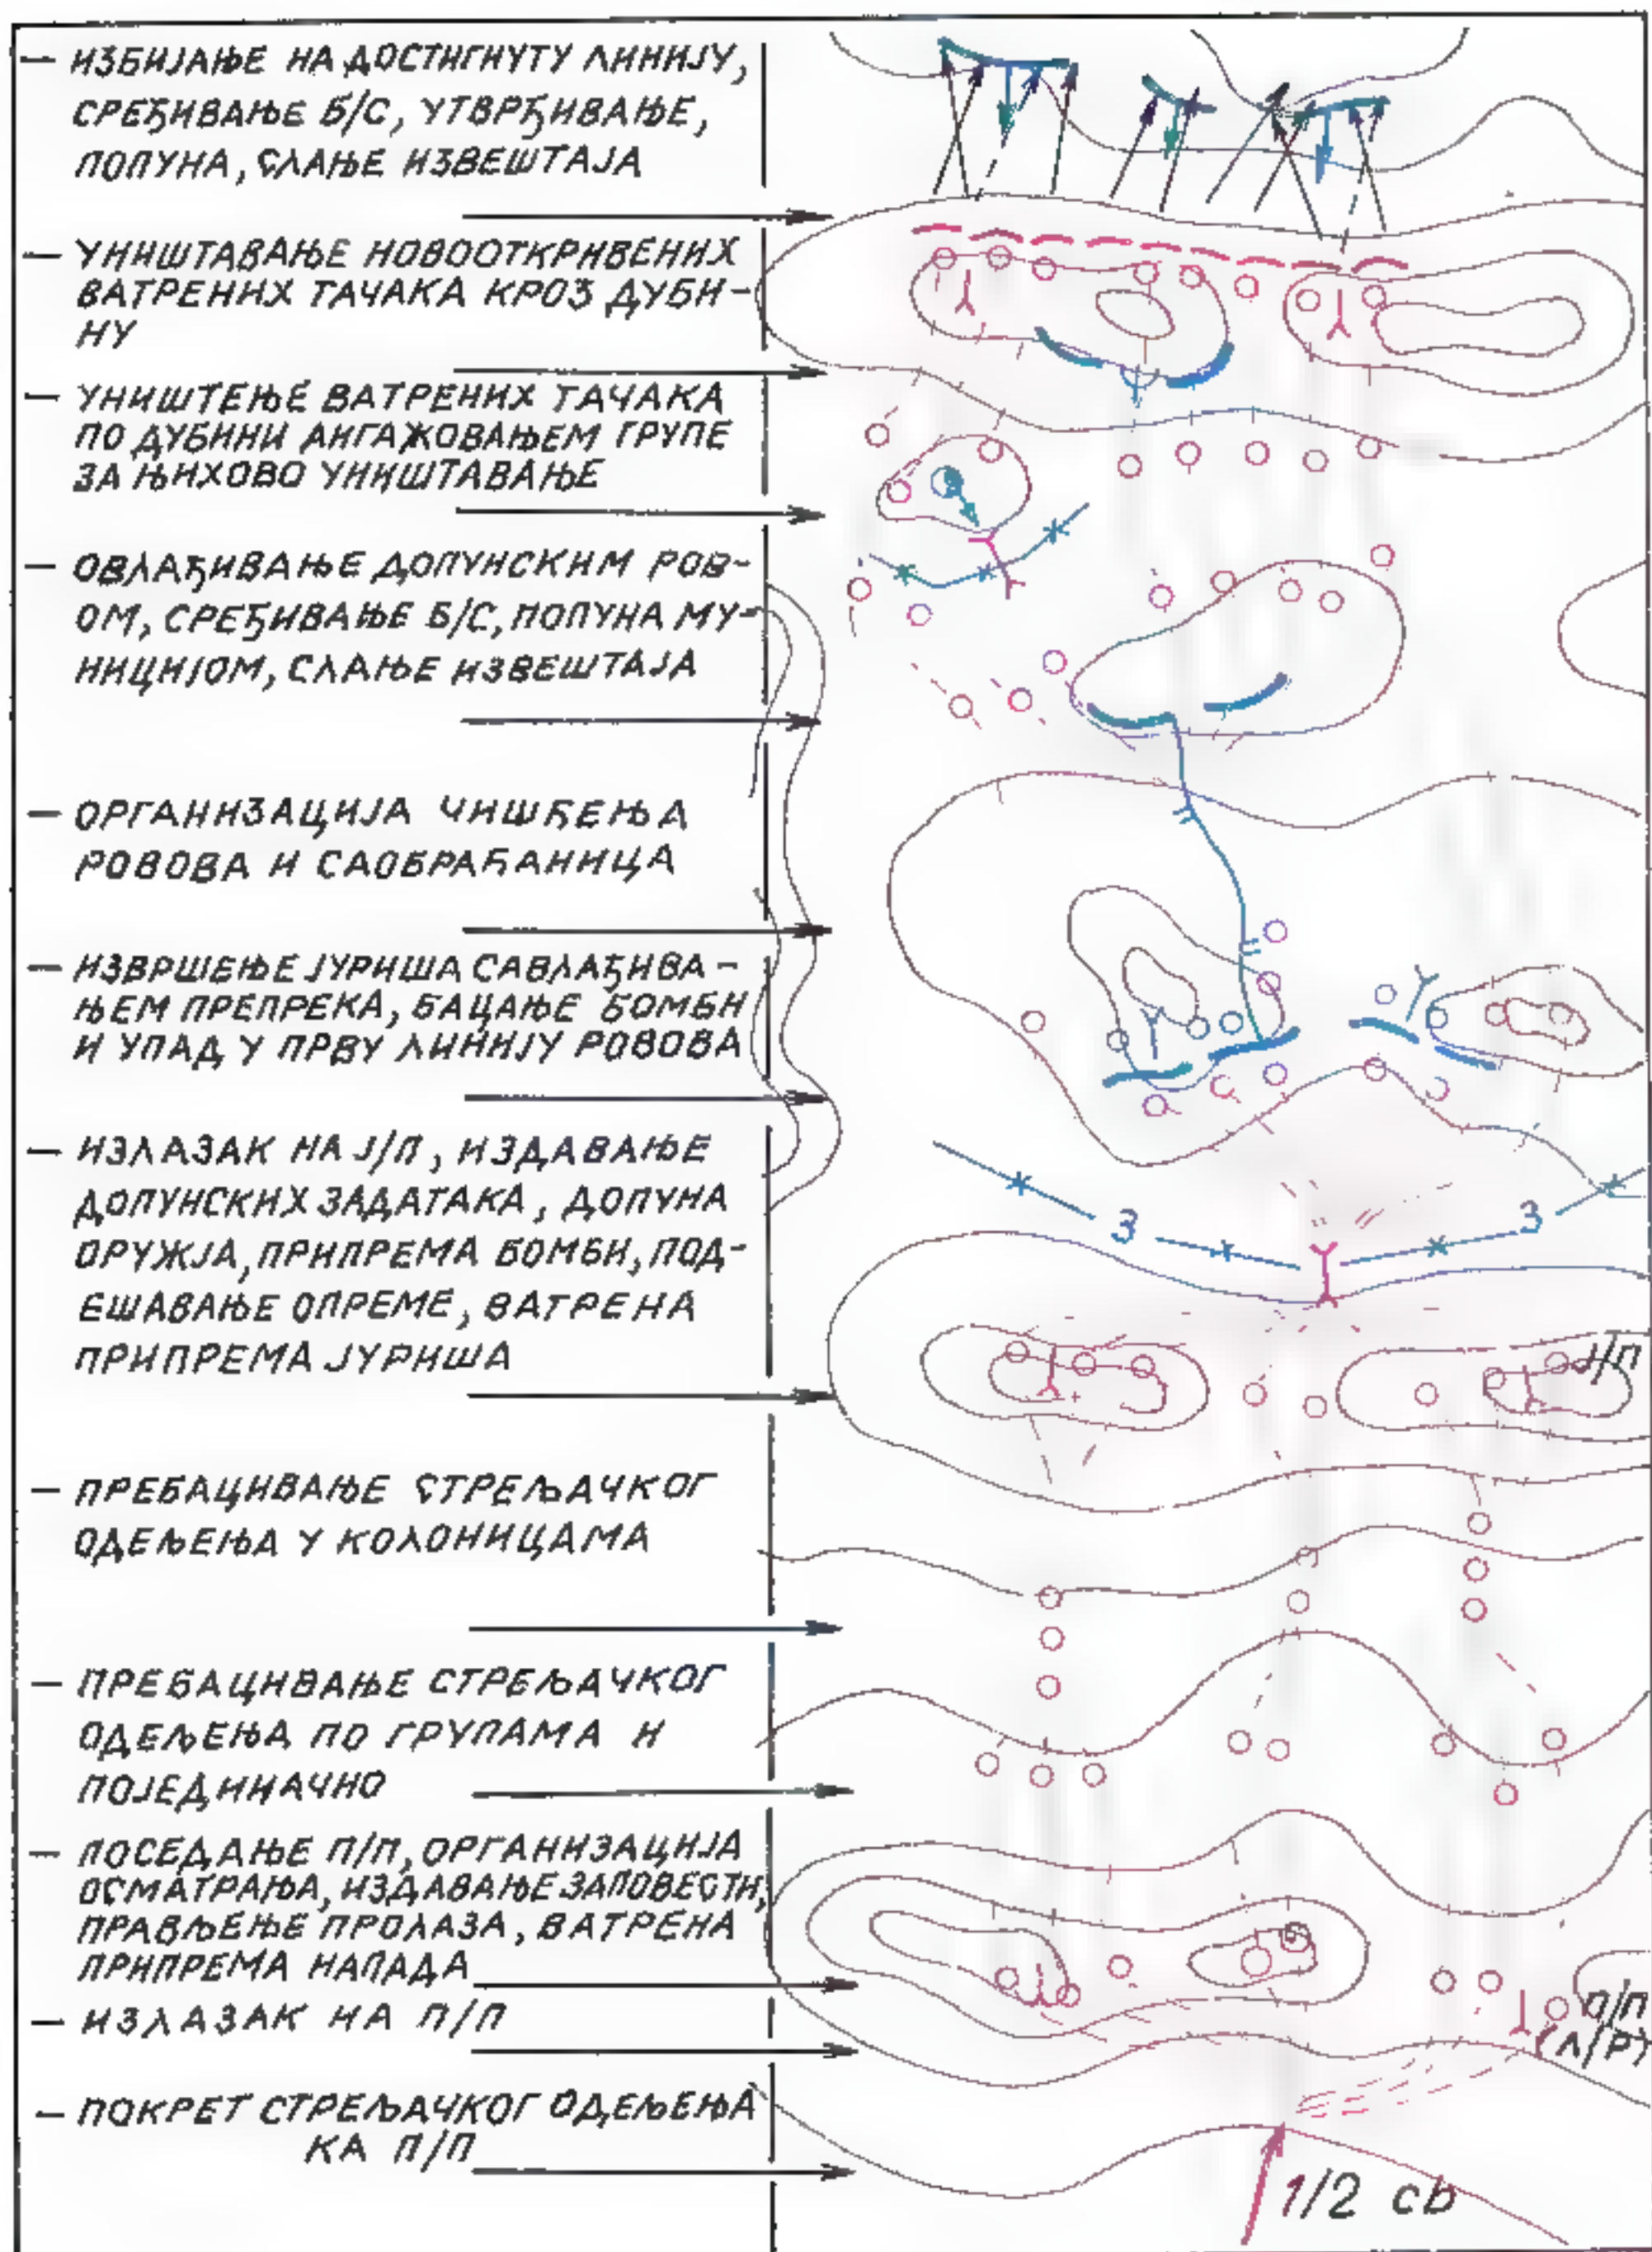 — ИЗБИЈАЊЕ НА ДОСТИГНУТУ ЛИНИЈУ,
СРЕЂИВАЊЕ Б/С, УТВРЂИВАЊЕ,
ПОПУНА, СЛАЊЕ ИЗВЕШТАЈА
— УНИШТАВАЊЕ НОВООТКРИВЕНИХ
ВАТРЕНИХ ТАЧАКА КРОЗ ДУБИ-
НУ
— УНИШТЕЊЕ ВАТРЕНИХ ТАЧАКА
ПО ДУБИНИ АНГАЖОВАЊЕМ ГРУПЕ
ЗА ЊИХОВО УНИШТАВАЊЕ
— ОВЛАЂИВАЊЕ ДОПУНСКИМ РОВ-
ОМ, СРЕЂИВАЊЕ Б/С, ПОПУНА МУ-
НИЦИЈОМ, СЛАЊЕ ИЗВЕШТАЈА
— ОРГАНИЗАЦИЈА ЧИШЋЕЊА
РОВОВА И САОБРАЋАНИЦА
— ИЗВРШЕЊЕ ЈУРИША САВЛАЂИВА-
ЊЕМ ПРЕПРЕКА, БАЦАЊЕ БОМБИ
И УПАД У ПРВУ ЛИНИЈУ РОВОВА
— ИЗЛАЗАК НА Ј/П, ИЗДАВАЊЕ
ДОПУНСКИХ ЗАДАТАКА, ДОПУНА
ОРУЖЈА, ПРИПРЕМА БОМБИ, ПОД-
ЕШАВАЊЕ ОПРЕМЕ, ВАТРЕНА
ПРИПРЕМА ЈУРИША
— ПРЕБАЦИВАЊЕ СТРЕЉАЧКОГ
ОДЕЉЕЊА У КОЛОНИЦАМА
— ПРЕБАЦИВАЊЕ СТРЕЉАЧКОГ
ОДЕЉЕЊА ПО ГРУПАМА И
ПОЈЕДИНАЧНО
— ПОСЕДАЊЕ П/П, ОРГАНИЗАЦИЈА
ОСМАТРАЊА, ИЗДАВАЊЕ ЗАПОВЕСТИ,
ПРАВЉЕЊЕ ПРОЛАЗА, ВАТРЕНА
ПРИПРЕМА НАПАДА
— ИЗЛАЗАК НА П/П
— ПОКРЕТ СТРЕЉАЧКОГ ОДЕЉЕЊА
КА П/П
З
З
Ј/П
П/П
(Л/Р)
1/2 сb